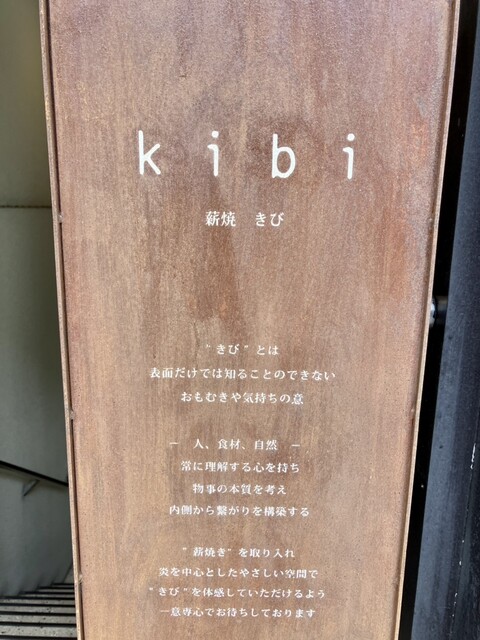 kibi
薪焼 きび
"きび"とは
表面だけでは知ることのできない
おもむきや気持ちの意
ー 人、食材、自然 ー
常に理解する心を持ち
物事の本質を考え
内側から繋がりを構築する
"薪焼き"を取り入れ
炎を中心としたやさしい空間で
"きび"を体感していただけるよう
一意専心でお待ちしております